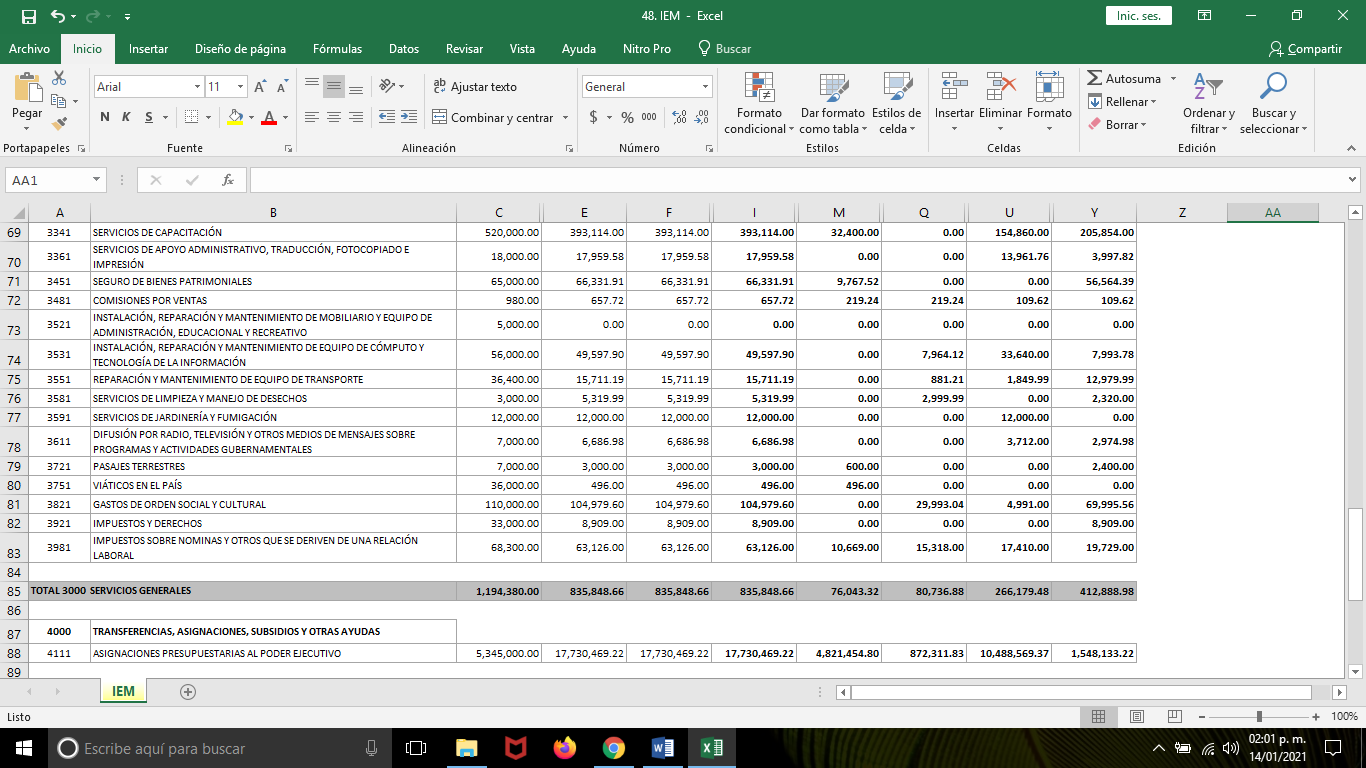 48. IEM - Excel
Inic. ses.
Archivo Inicio Insertar Diseño de página Fórmulas Datos Revisar Vista Ayuda Nitro Pro Buscar Compartir
Pegar
Arial 11
N K S
Ajustar texto
Combinar y centrar
General
$ % 000
Formato condicional
Dar formato como tabla
Estilos de celda
Insertar Eliminar Formato
Autosuma
Rellenar
Borrar
Ordenar y filtrar
Buscar y seleccionar
Portapapeles Fuente Alineación Número Estilos Celdas Edición
AA1 fx
A B C E F I M Q U Y Z AA
69 3341 SERVICIOS DE CAPACITACIÓN 520,000.00 393,114.00 393,114.00 393,114.00 32,400.00 0.00 154,860.00 205,854.00
70 3361 SERVICIOS DE APOYO ADMINISTRATIVO, TRADUCCIÓN, FOTOCOPIADO E
IMPRESIÓN 18,000.00 17,959.58 17,959.58 17,959.58 0.00 0.00 13,961.76 3,997.82
71 3451 SEGURO DE BIENES PATRIMONIALES 65,000.00 66,331.91 66,331.91 66,331.91 9,767.52 0.00 0.00 56,564.39
72 3481 COMISIONES POR VENTAS 980.00 657.72 657.72 657.72 219.24 219.24 109.62 109.62
73 3521 INSTALACIÓN, REPARACIÓN Y MANTENIMIENTO DE MOBILIARIO Y EQUIPO DE
ADMINISTRACIÓN, EDUCACIONAL Y RECREATIVO 5,000.00 0.00 0.00 0.00 0.00 0.00 0.00 0.00
74 3531 INSTALACIÓN, REPARACIÓN Y MANTENIMIENTO DE EQUIPO DE CÓMPUTO Y
TECNOLOGÍA DE LA INFORMACIÓN 56,000.00 49,597.90 49,597.90 49,597.90 0.00 7,964.12 33,640.00 7,993.78
75 3551 REPARACIÓN Y MANTENIMIENTO DE EQUIPO DE TRANSPORTE 36,400.00 15,711.19 15,711.19 15,711.19 0.00 881.21 1,849.99 12,979.99
76 3581 SERVICIOS DE LIMPIEZA Y MANEJO DE DESECHOS 3,000.00 5,319.99 5,319.99 5,319.99 0.00 2,999.99 0.00 2,320.00
77 3591 SERVICIOS DE JARDINERÍA Y FUMIGACIÓN 12,000.00 12,000.00 12,000.00 12,000.00 0.00 0.00 12,000.00 0.00
78 3611 DIFUSIÓN POR RADIO, TELEVISIÓN Y OTROS MEDIOS DE MENSAJES SOBRE
PROGRAMAS Y ACTIVIDADES GUBERNAMENTALES 7,000.00 6,686.98 6,686.98 6,686.98 0.00 0.00 3,712.00 2,974.98
79 3721 PASAJES TERRESTRES 7,000.00 3,000.00 3,000.00 3,000.00 600.00 0.00 0.00 2,400.00
80 3751 VIÁTICOS EN EL PAÍS 36,000.00 496.00 496.00 496.00 496.00 0.00 0.00 0.00
81 3821 GASTOS DE ORDEN SOCIAL Y CULTURAL 110,000.00 104,979.60 104,979.60 104,979.60 0.00 29,993.04 4,991.00 69,995.56
82 3921 IMPUESTOS Y DERECHOS 33,000.00 8,909.00 8,909.00 8,909.00 0.00 0.00 0.00 8,909.00
83 3981 IMPUESTOS SOBRE NOMINAS Y OTROS QUE SE DERIVEN DE UNA RELACIÓN
LABORAL 68,300.00 63,126.00 63,126.00 63,126.00 10,669.00 15,318.00 17,410.00 19,729.00
84
85 TOTAL 3000 SERVICIOS GENERALES 1,194,380.00 835,848.66 835,848.66 835,848.66 76,043.32 80,736.88 266,179.48 412,888.98
86
87 4000 TRANSFERENCIAS, ASIGNACIONES, SUBSIDIOS Y OTRAS AYUDAS
88 4111 ASIGNACIONES PRESUPUESTARIAS AL PODER EJECUTIVO 5,345,000.00 17,730,469.22 17,730,469.22 17,730,469.22 4,821,454.80 872,311.83 10,488,569.37 1,548,133.22
89
IEM
Listo 100%
Escribe aquí para buscar
02:01 p. m.
14/01/2021